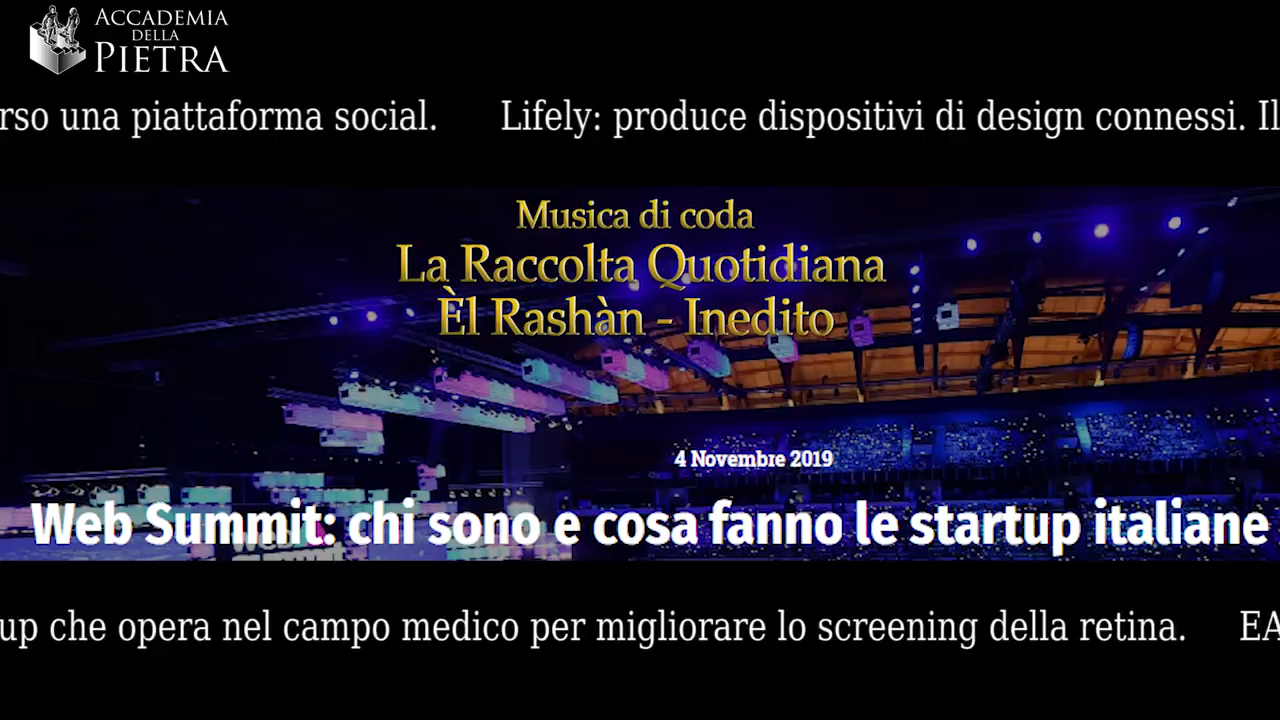 ACCADEMIA
DELLA
PIETRA
rso una piattaforma social. Lifely: produce dispositivi di design connessi. Il
Musica di coda
La Raccolta Quotidiana
Èl Rashàn - Inedito
4 Novembre 2019
Web Summit: chi sono e cosa fanno le startup italiane
up che opera nel campo medico per migliorare lo screening della retina. EA